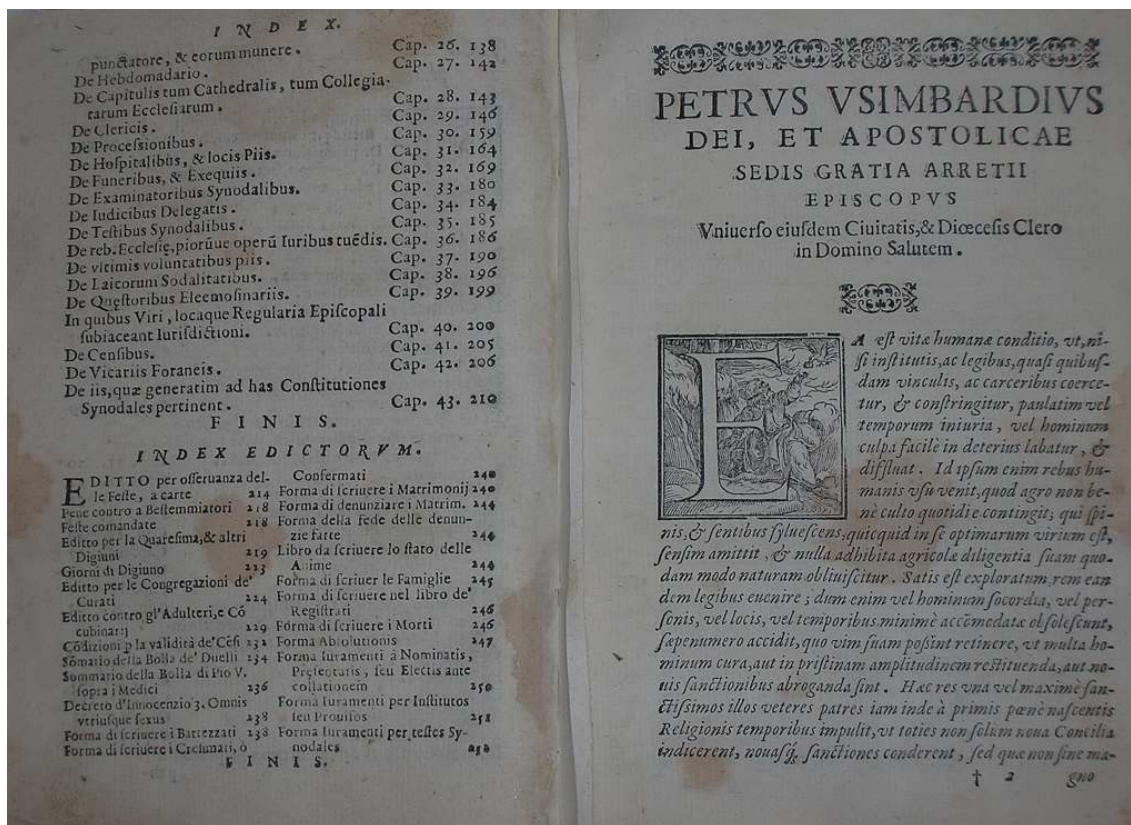 INDEX.
punctatore, & eorum munere. Cap. 26. 138
De Hebdomadario. Cap. 27. 142
De Capitulis tum Cathedralis, tum Collegia-
tarum Ecclesiarum. Cap. 28. 143
De Clericis. Cap. 29. 146
De Processionibus. Cap. 30. 159
De Hospitalibus, & locis Piis. Cap. 31. 164
De Funeribus, & Exequiis. Cap. 32. 169
De Examinatoribus Synodalibus. Cap. 33. 180
De Iudicibus Delegatis. Cap. 34. 184
De Testibus Synodalibus. Cap. 35. 185
De reb. Ecclesię, piorūue operū Iuribus tuēdis. Cap. 36. 186
De vltimis voluntatibus piis. Cap. 37. 190
De Laicorum Sodalitatibus. Cap. 38. 196
De Quęstoribus Eleemosinariis. Cap. 39. 199
In quibus Viri, locaque Regularia Episcopali
subiaceant Iurisdictioni. Cap. 40. 200
De Censibus. Cap. 41. 205
De Vicariis Foraneis. Cap. 42. 206
De iis, quæ generatim ad has Constitutiones
Synodales pertinent. Cap. 43. 210
FINIS.
INDEX EDICTORVM.
EDITTO per osseruanza del-
le Feste, a carte 214
Pene contro a Bestemmiatori 218
Feste comandate 218
Editto per la Quaresima, & altri
Digiuni 219
Giorni di Digiuno 223
Editto per le Congregazioni de'
Curati 224
Editto contro gl'Adulteri, e Cō
cubinarij 229
Cōdizioni p la validità de' Cēsi 232
Sōmario della Bolla de' Duelli 234
Sommario della Bolla di Pio V.
sopra i Medici 236
Decreto d'Innocenzio 3. Omnis
vtriusque sexus 238
Forma di scriuere i Battezzati 238
Forma di scriuere i Cresimati, ò
Confermati 240
Forma di scriuere i Matrimonij 240
Forma di denunziare i Matrim. 244
Forma della fede delle denun-
zie fatte 244
Libro da scriuere lo stato delle
Anime 244
Forma di scriuer le Famiglie 245
Forma di scriuere nel libro de'
Registrati 246
Forma di scriuere i Morti 246
Forma Absolutionis 247
Forma Iuramenti à Nominatis,
Presentatis, seu Electis ante
collationem 250
Forma Iuramenti per Institutos
seu Prouisos 251
Forma Iuramenti per testes Sy-
nodales 252
FINIS.
PETRVS VSIMBARDIVS
DEI, ET APOSTOLICAE
SEDIS GRATIA ARRETII
EPISCOPVS
Vniuerso eiusdem Ciuitatis, & Diœcesis Clero
in Domino Salutem.
EA est vitæ humanæ conditio, vt, ni-
si institutis, ac legibus, quasi quibus-
dam vinculis, ac carceribus coerce-
tur, & constringitur, paulatim vel
temporum iniuria, vel hominum
culpa facilè in deterius labatur, &
diffluat. Id ipsum enim rebus hu-
manis vsu venit, quod agro non be-
nè culto quotidie contingit; qui spi-
nis, & sentibus syluescens, quicquid in se optimarum virium est,
sensim amittit, & nulla adhibita agricolæ diligentia suam quo-
dam modo naturam obliuiscitur. Satis est exploratum, rem ean
dem legibus euenire; dum enim vel hominum socordia, vel per-
sonis, vel locis, vel temporibus minimè accōmodatæ obsolescunt,
sæpenumero accidit, quo vim suam possint retinere, vt multa ho-
minum cura, aut in pristinam amplitudinem restituenda, aut no-
uis sanctionibus abroganda sint. Hæc res vna vel maximè san-
ctissimos illos veteres patres iam inde à primis pœnè nascentis
Religionis temporibus impulit, vt toties non solùm noua Concilia
indicerent, nouasq; sanctiones conderent, sed quæ non sine ma-
† 2 gno